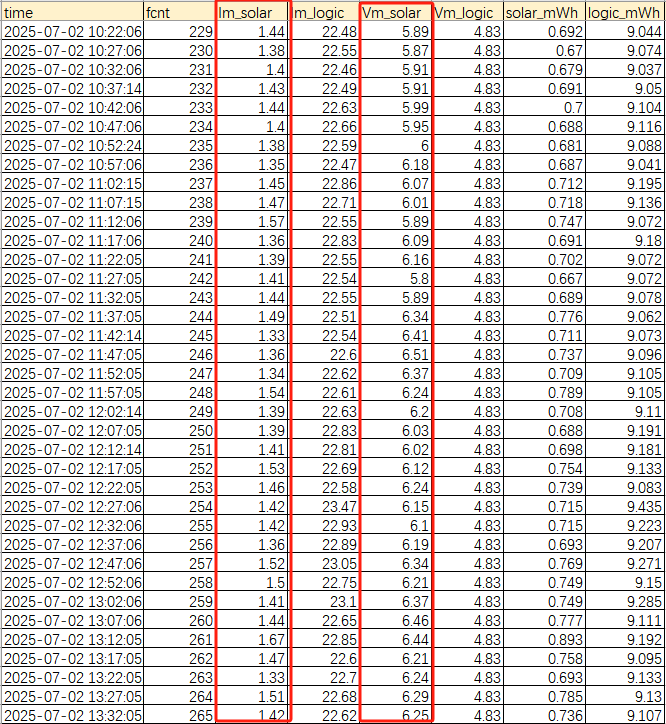 time fcnt Im_solar Im_logic Vm_solar Vm_logic solar_mWh logic_mWh
2025-07-02 10:22:06 229 1.44 22.48 5.89 4.83 0.692 9.044
2025-07-02 10:27:06 230 1.38 22.55 5.87 4.83 0.67 9.074
2025-07-02 10:32:06 231 1.4 22.46 5.91 4.83 0.679 9.037
2025-07-02 10:37:14 232 1.43 22.49 5.91 4.83 0.691 9.05
2025-07-02 10:42:06 233 1.44 22.63 5.99 4.83 0.7 9.104
2025-07-02 10:47:06 234 1.4 22.66 5.95 4.83 0.688 9.116
2025-07-02 10:52:24 235 1.38 22.59 6 4.83 0.681 9.088
2025-07-02 10:57:06 236 1.35 22.47 6.18 4.83 0.687 9.041
2025-07-02 11:02:15 237 1.45 22.86 6.07 4.83 0.712 9.195
2025-07-02 11:07:15 238 1.47 22.71 6.01 4.83 0.718 9.136
2025-07-02 11:12:06 239 1.57 22.55 5.89 4.83 0.747 9.072
2025-07-02 11:17:06 240 1.36 22.83 6.09 4.83 0.691 9.18
2025-07-02 11:22:05 241 1.39 22.55 6.16 4.83 0.702 9.072
2025-07-02 11:27:05 242 1.41 22.54 5.8 4.83 0.667 9.072
2025-07-02 11:32:05 243 1.44 22.55 5.89 4.83 0.689 9.078
2025-07-02 11:37:05 244 1.49 22.51 6.34 4.83 0.776 9.062
2025-07-02 11:42:14 245 1.33 22.54 6.41 4.83 0.711 9.073
2025-07-02 11:47:05 246 1.36 22.6 6.51 4.83 0.737 9.096
2025-07-02 11:52:05 247 1.34 22.62 6.37 4.83 0.709 9.105
2025-07-02 11:57:05 248 1.54 22.61 6.24 4.83 0.789 9.105
2025-07-02 12:02:14 249 1.39 22.63 6.2 4.83 0.708 9.11
2025-07-02 12:07:05 250 1.39 22.83 6.03 4.83 0.688 9.191
2025-07-02 12:12:14 251 1.41 22.81 6.02 4.83 0.698 9.181
2025-07-02 12:17:05 252 1.53 22.69 6.12 4.83 0.754 9.133
2025-07-02 12:22:05 253 1.46 22.58 6.24 4.83 0.739 9.083
2025-07-02 12:27:06 254 1.42 23.47 6.15 4.83 0.715 9.435
2025-07-02 12:32:06 255 1.42 22.93 6.1 4.83 0.715 9.223
2025-07-02 12:37:06 256 1.36 22.89 6.19 4.83 0.693 9.207
2025-07-02 12:47:06 257 1.52 23.05 6.34 4.83 0.769 9.271
2025-07-02 12:52:06 258 1.5 22.75 6.21 4.83 0.749 9.15
2025-07-02 13:02:06 259 1.41 23.1 6.37 4.83 0.749 9.285
2025-07-02 13:07:06 260 1.44 22.65 6.46 4.83 0.777 9.111
2025-07-02 13:12:05 261 1.67 22.85 6.44 4.83 0.893 9.192
2025-07-02 13:17:05 262 1.47 22.6 6.21 4.83 0.758 9.095
2025-07-02 13:22:05 263 1.33 22.7 6.24 4.83 0.693 9.133
2025-07-02 13:27:05 264 1.51 22.68 6.29 4.83 0.785 9.13
2025-07-02 13:32:05 265 1.42 22.62 6.25 4.83 0.736 9.107